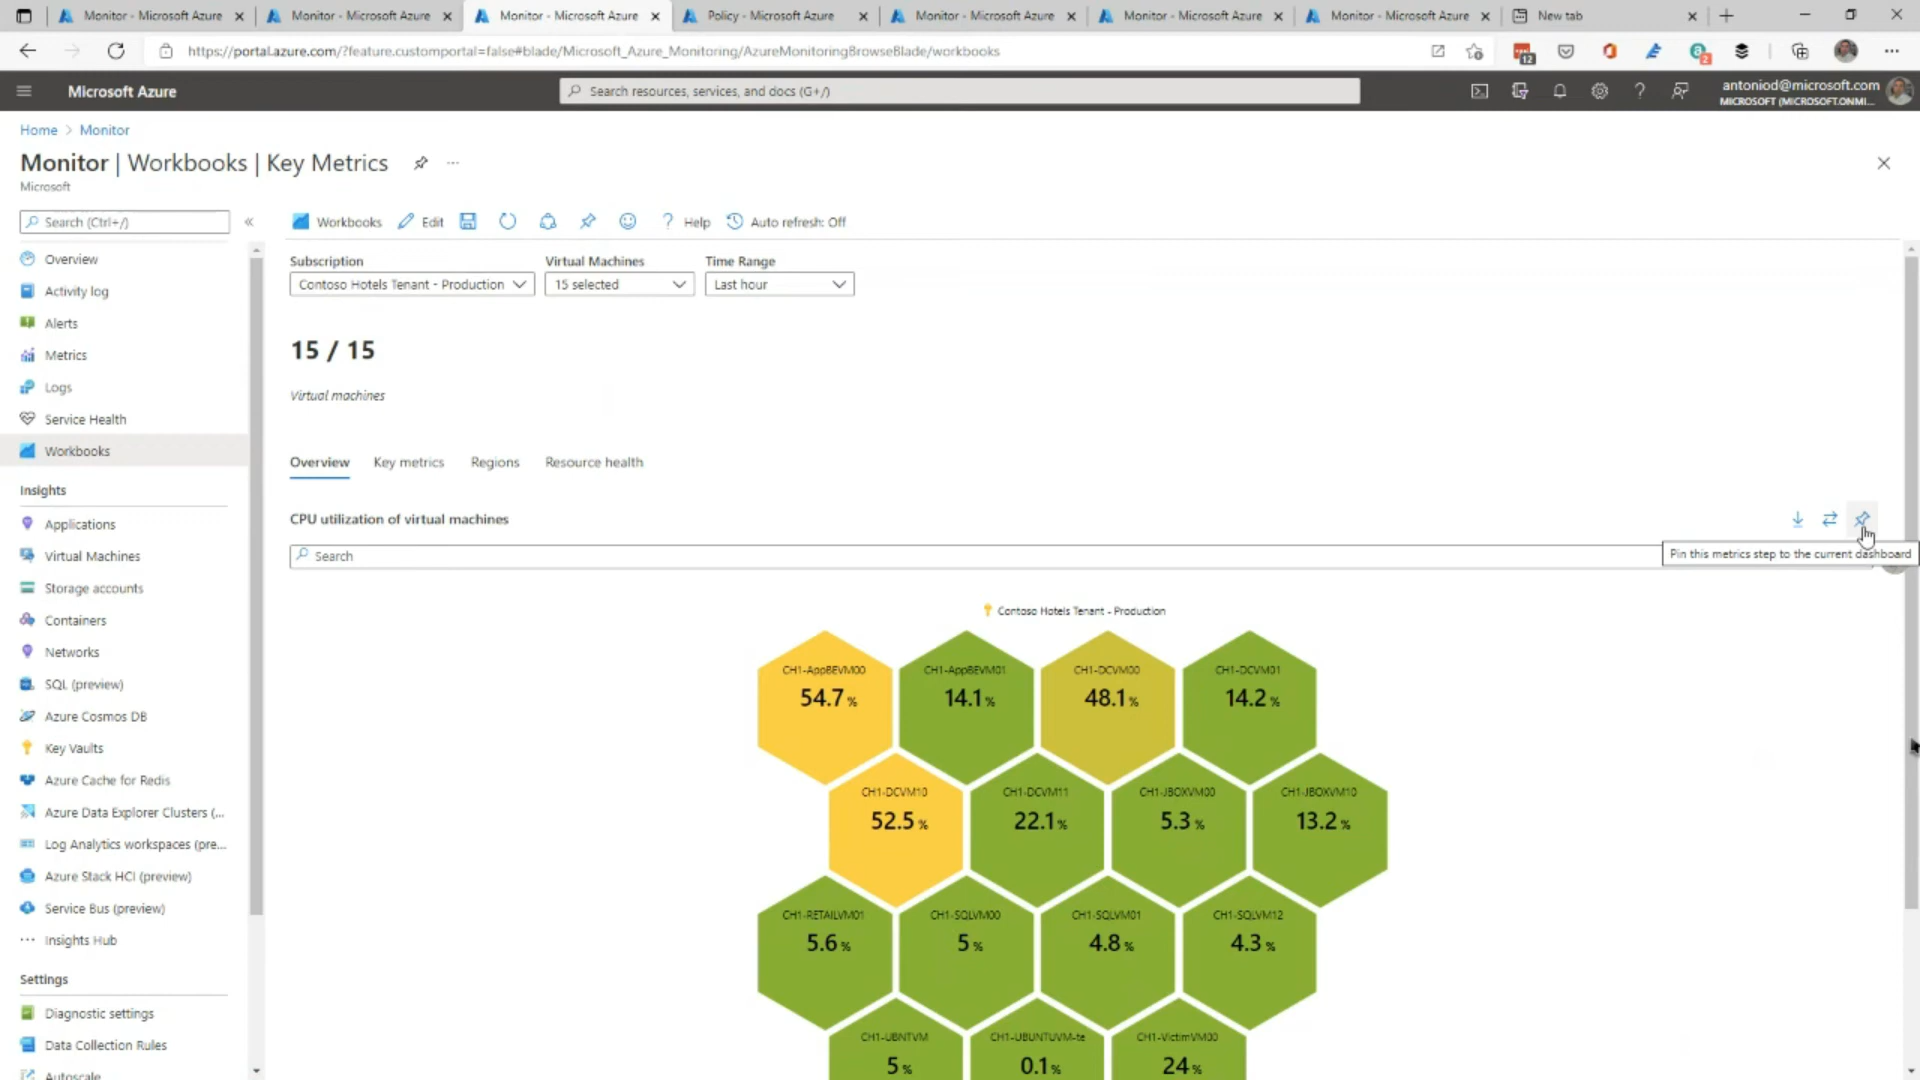 Monitor - Microsoft Azure
Monitor - Microsoft Azure
Monitor - Microsoft Azure
Policy - Microsoft Azure
Monitor - Microsoft Azure
Monitor - Microsoft Azure
Monitor - Microsoft Azure
New tab
https://portal.azure.com/?feature.customportal=false#blade/Microsoft_Azure_Monitoring/AzureMonitoringBrowseBlade/workbooks
12
2
Microsoft Azure
Search resources, services, and docs (G+/)
antoniod@microsoft.com
MICROSOFT (MICROSOFT.ONMI...
Home > Monitor
Monitor | Workbooks | Key Metrics
Microsoft
Search (Ctrl+/)
Overview
Activity log
Alerts
Metrics
Logs
Service Health
Workbooks
Insights
Applications
Virtual Machines
Storage accounts
Containers
Networks
SQL (preview)
Azure Cosmos DB
Key Vaults
Azure Cache for Redis
Azure Data Explorer Clusters (...
Log Analytics workspaces (pre...
Azure Stack HCI (preview)
Service Bus (preview)
Insights Hub
Settings
Diagnostic settings
Data Collection Rules
Autoscale
Workbooks Edit ? Help Auto refresh: Off
Subscription Virtual Machines Time Range
Contoso Hotels Tenant - Production 15 selected Last hour
15 / 15
Virtual machines
Overview Key metrics Regions Resource health
CPU utilization of virtual machines
Search
Pin this metrics step to the current dashboard
Contoso Hotels Tenant - Production
CH1-AppBEVM00 CH1-AppBEVM01 CH1-DCVM00 CH1-DCVM01
54.7 % 14.1 % 48.1 % 14.2 %
CH1-DCVM10 CH1-DCVM11 CH1-JBOXVM00 CH1-JBOXVM10
52.5 % 22.1 % 5.3 % 13.2 %
CH1-RETAILVM01 CH1-SQLVM00 CH1-SQLVM01 CH1-SQLVM12
5.6 % 5 % 4.8 % 4.3 %
CH1-UBNTVM CH1-UBUNTUVM-te CH1-VictimVM00
5 % 0.1 % 24 %